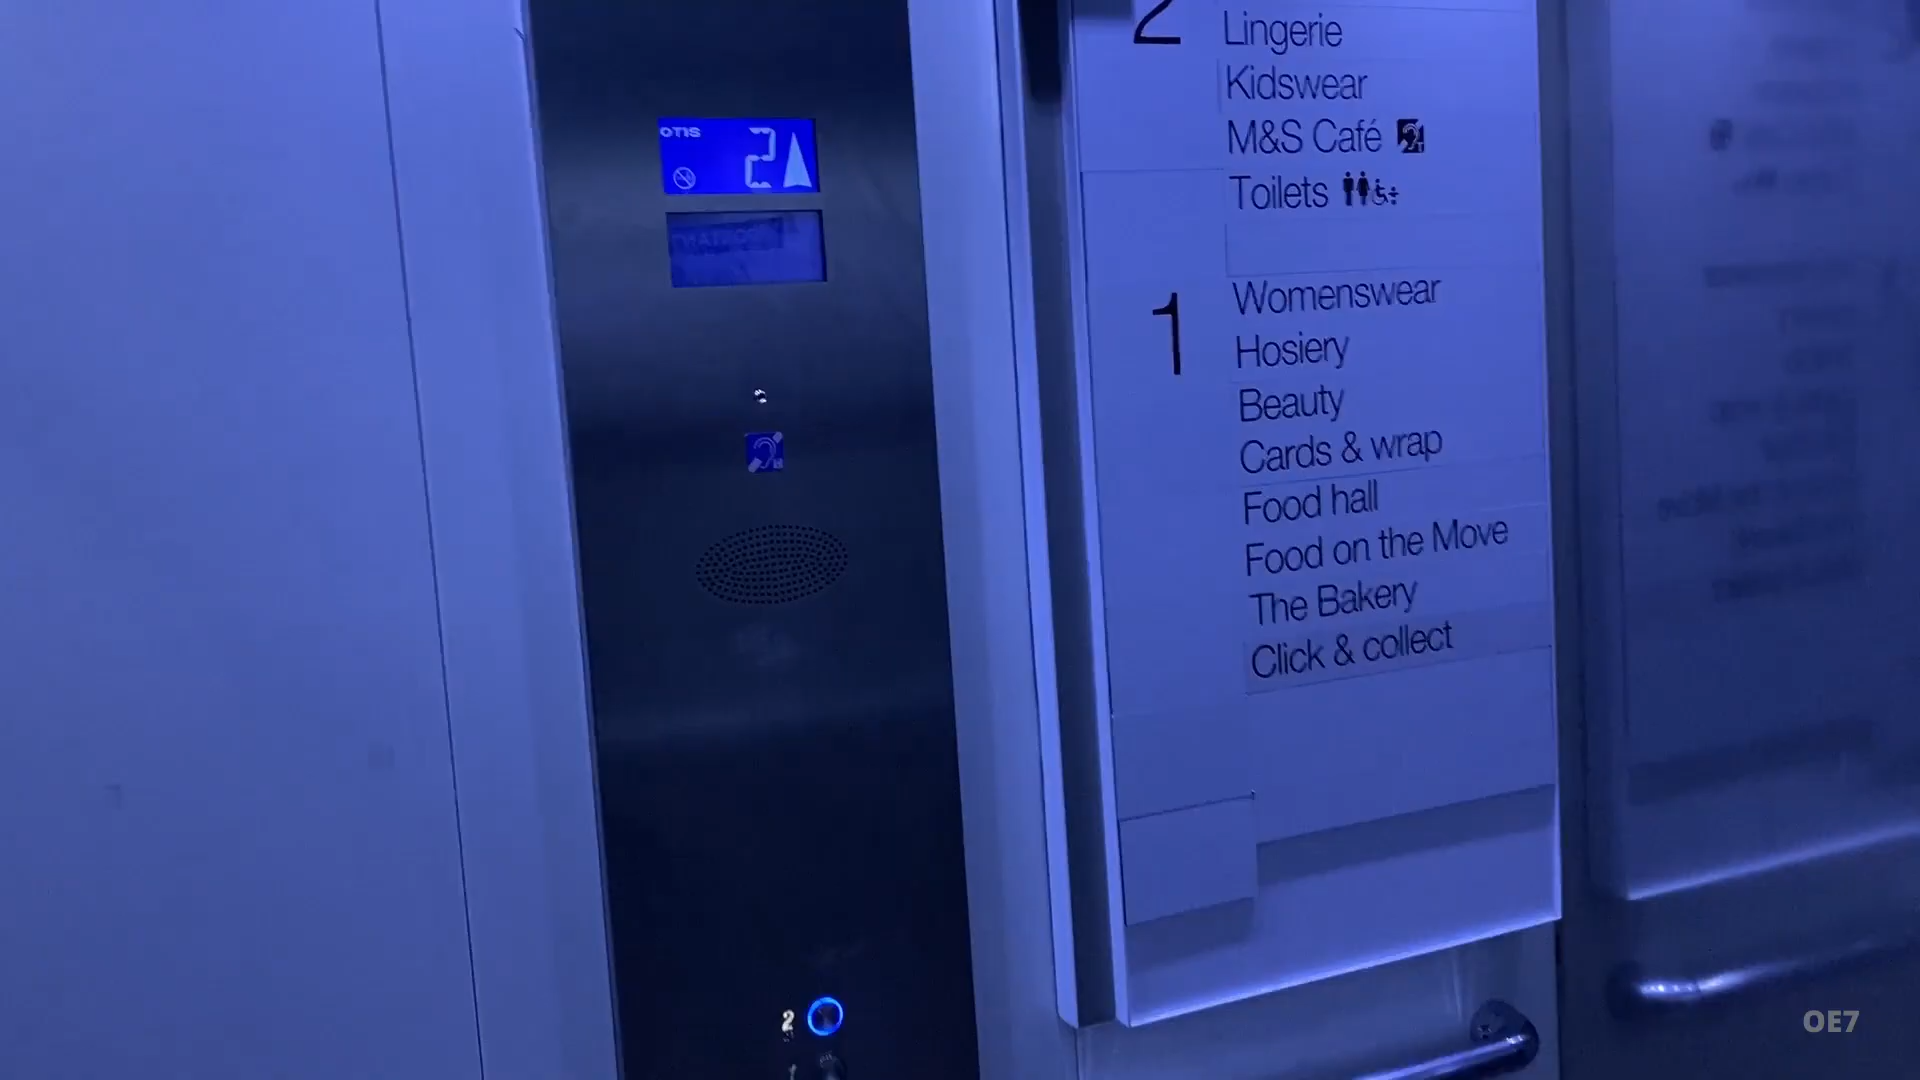 OTIS
2
2
Lingerie
Kidswear
M&S Café
Toilets
1
Womenswear
Hosiery
Beauty
Cards & wrap
Food hall
Food on the Move
The Bakery
Click & collect
2
1
OE7